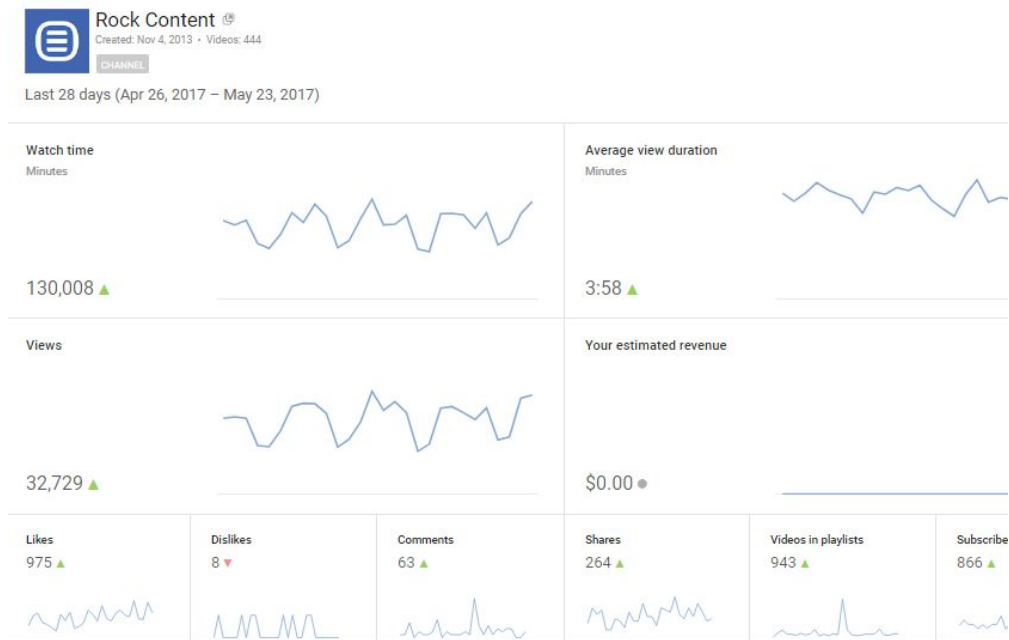 Rock Content
Created: Nov 4, 2013 • Videos: 444
CHANNEL
Last 28 days (Apr 26, 2017 – May 23, 2017)
Watch time
Minutes
130,008
Average view duration
Minutes
3:58
Views
32,729
Your estimated revenue
$0.00
Likes
975
Dislikes
8
Comments
63
Shares
264
Videos in playlists
943
Subscribe
866